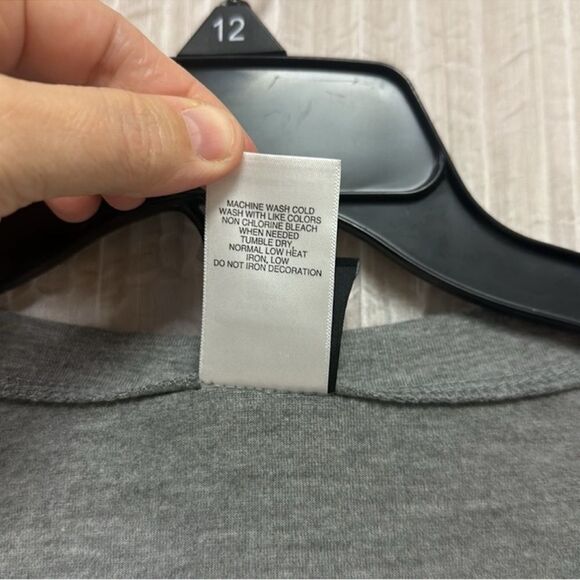 12
MACHINE WASH COLD
WASH WITH LIKE COLORS
NON CHLORINE BLEACH
WHEN NEEDED
TUMBLE DRY,
NORMAL LOW HEAT
IRON, LOW
DO NOT IRON DECORATION